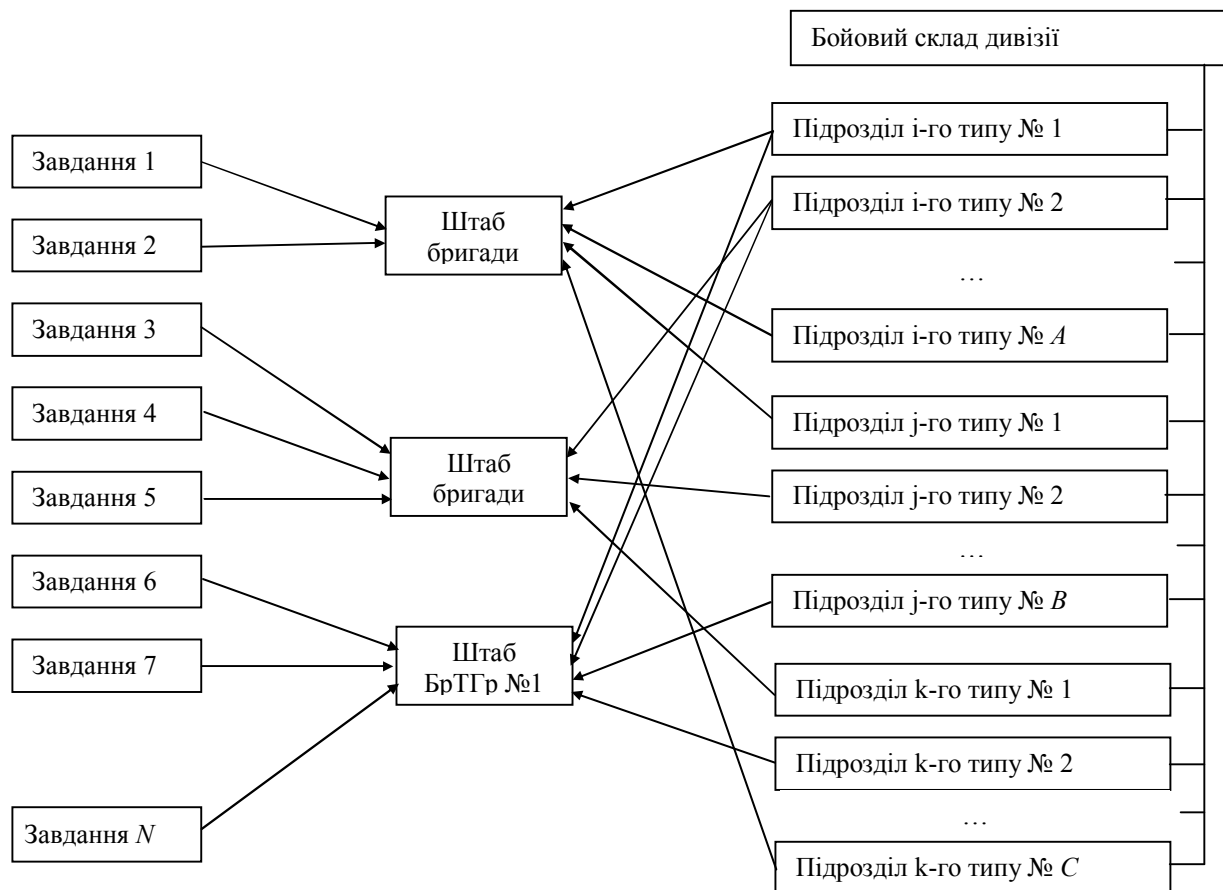 Бойовий склад дивізії
Завдання 1
Завдання 2
Завдання 3
Завдання 4
Завдання 5
Завдання 6
Завдання 7
Завдання N
Штаб
бригади
Штаб
бригади
Штаб
БрТГр №1
Підрозділ і-го типу № 1
Підрозділ і-го типу № 2
…
Підрозділ і-го типу № A
Підрозділ j-го типу № 1
Підрозділ j-го типу № 2
…
Підрозділ j-го типу № B
Підрозділ k-го типу № 1
Підрозділ k-го типу № 2
…
Підрозділ k-го типу № C